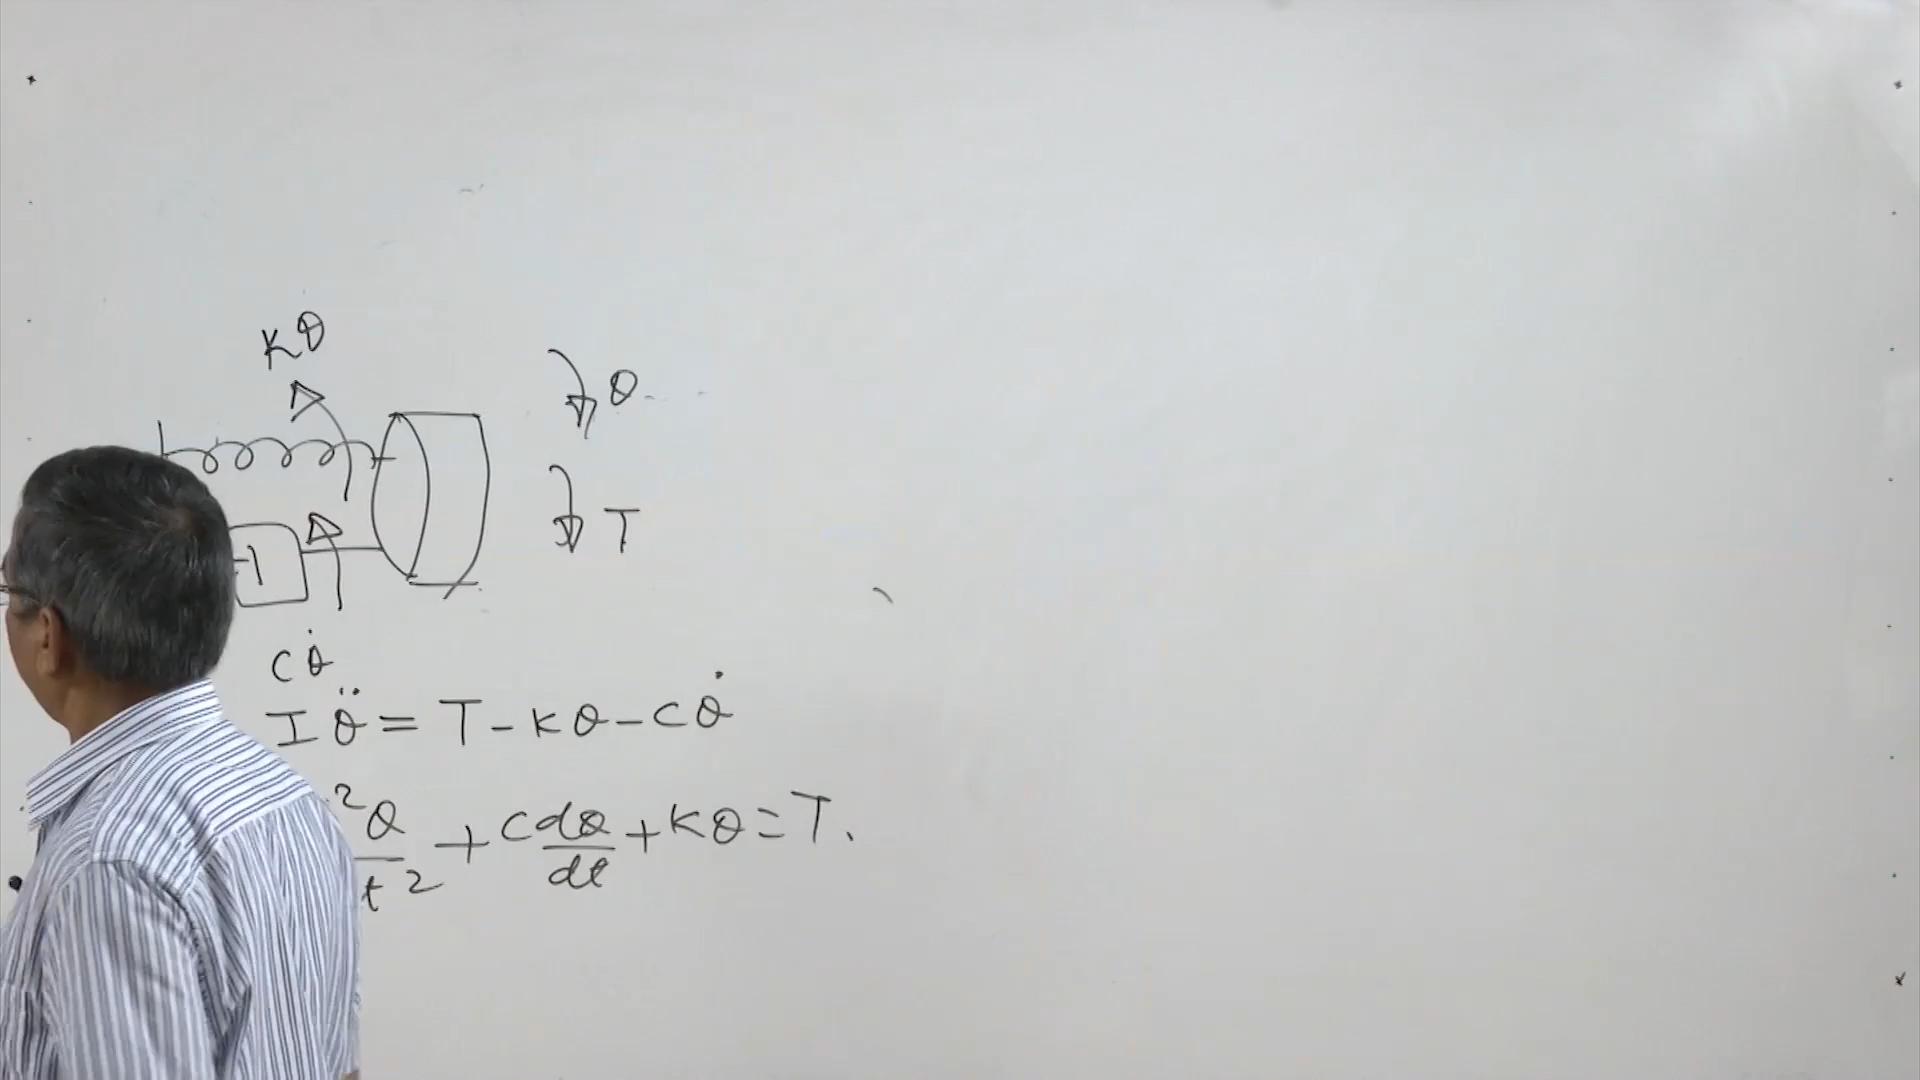 Kθ
θ
T
Cθ̇
Iθ̈ = T - Kθ - Cθ̇
²θ/t² + C dθ/dt + Kθ = T.